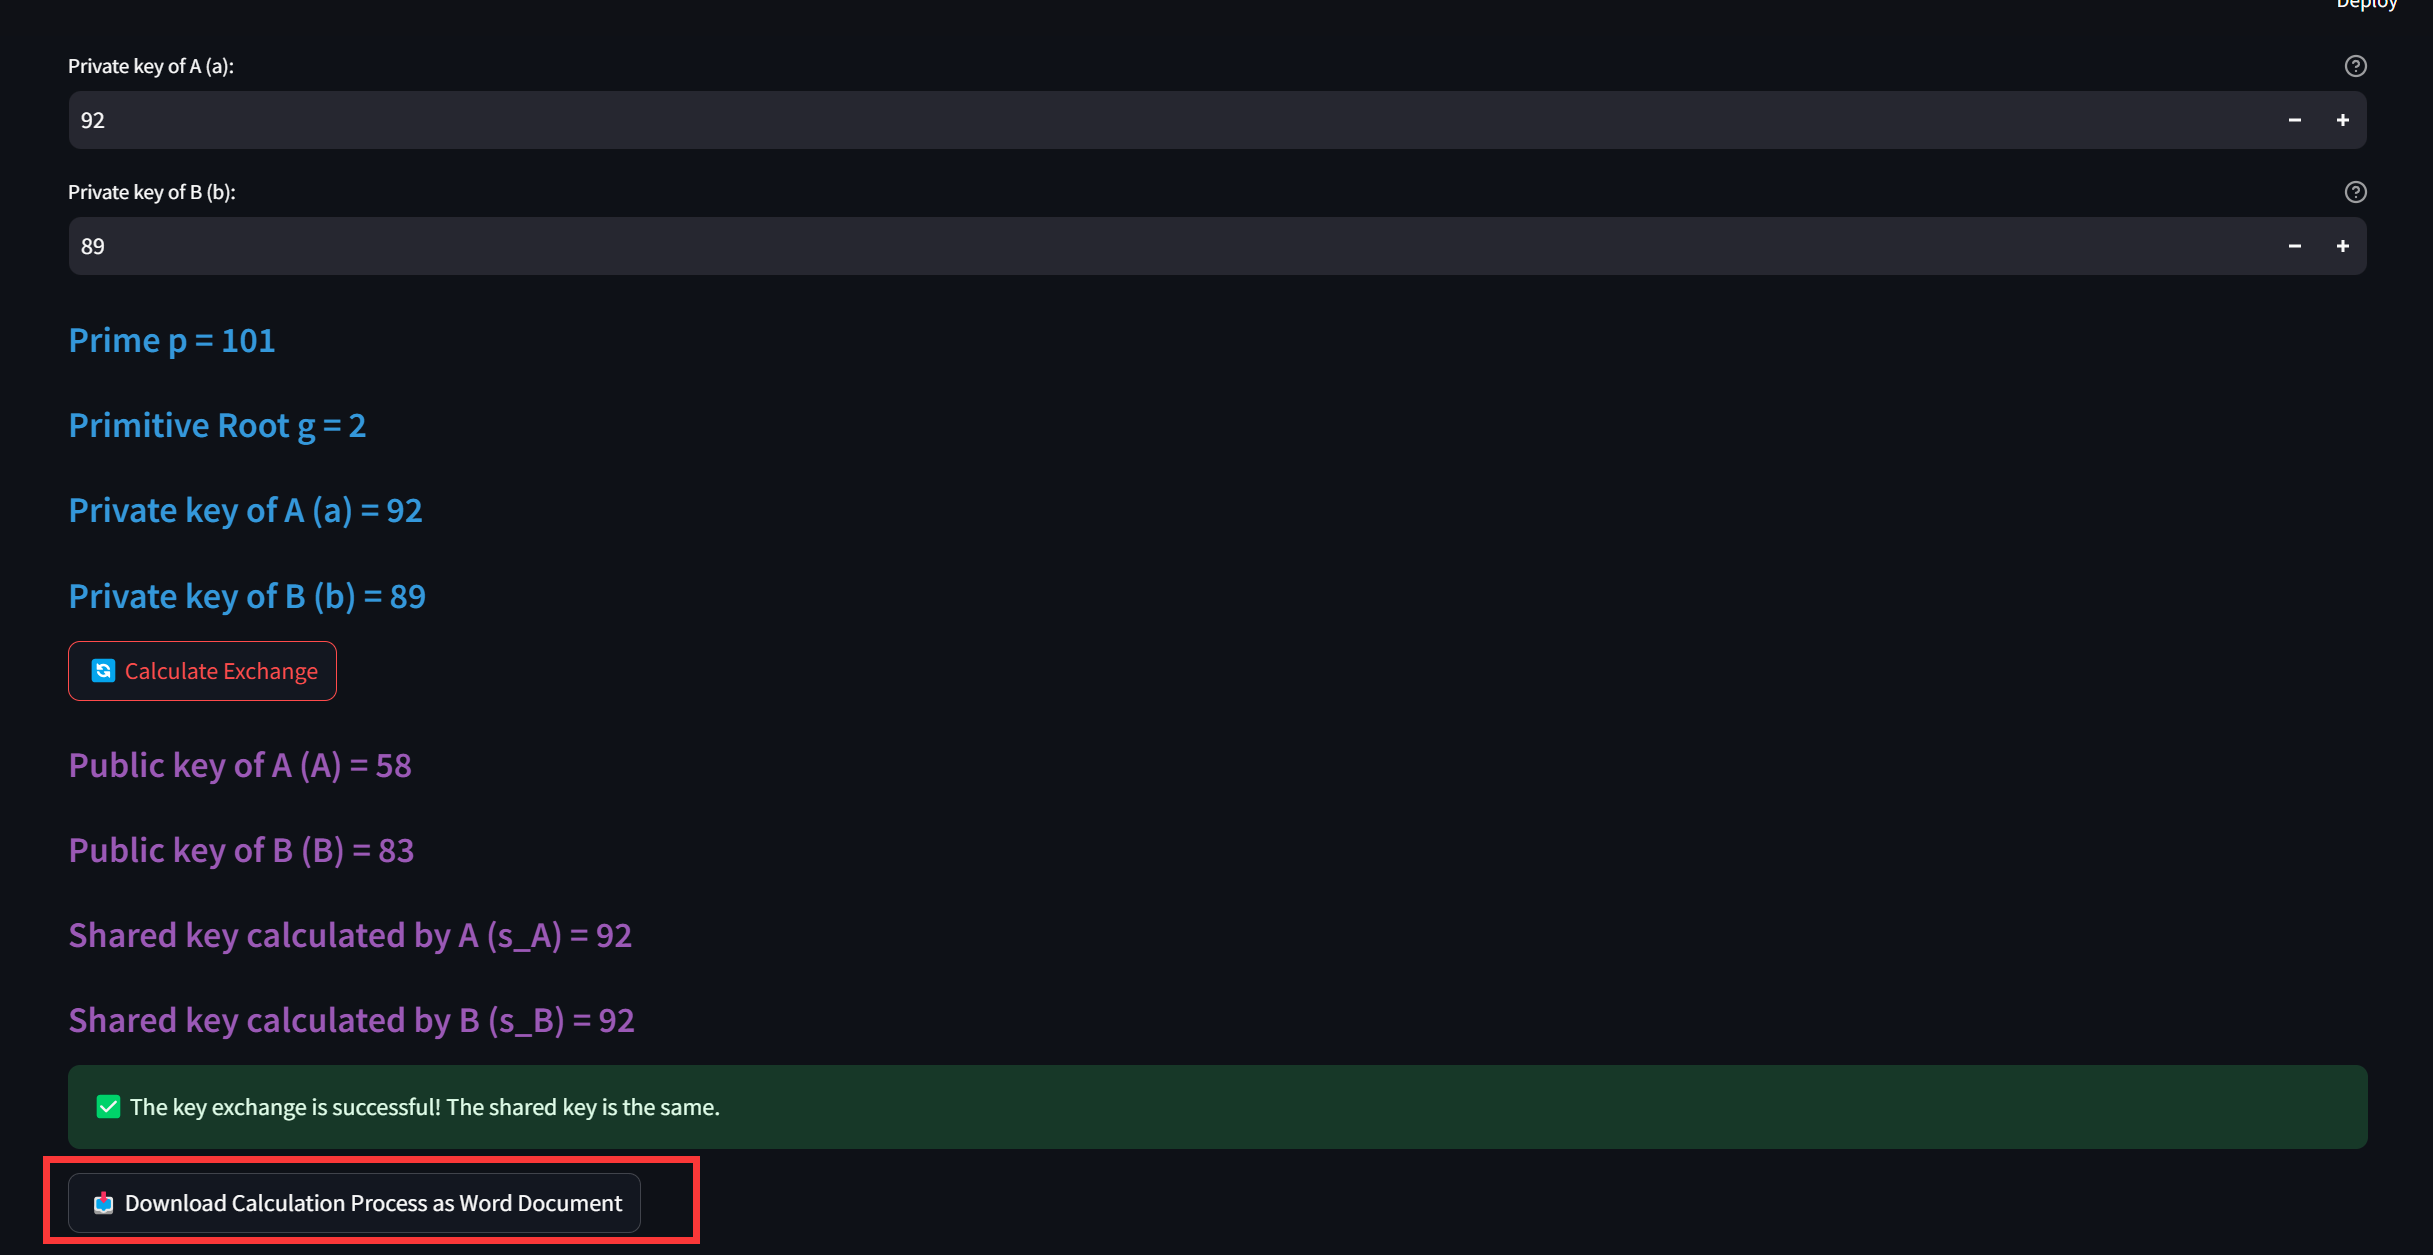 Deploy
Private key of A (a):
92
Private key of B (b):
89
Prime p = 101
Primitive Root g = 2
Private key of A (a) = 92
Private key of B (b) = 89
Calculate Exchange
Public key of A (A) = 58
Public key of B (B) = 83
Shared key calculated by A (s_A) = 92
Shared key calculated by B (s_B) = 92
The key exchange is successful! The shared key is the same.
Download Calculation Process as Word Document